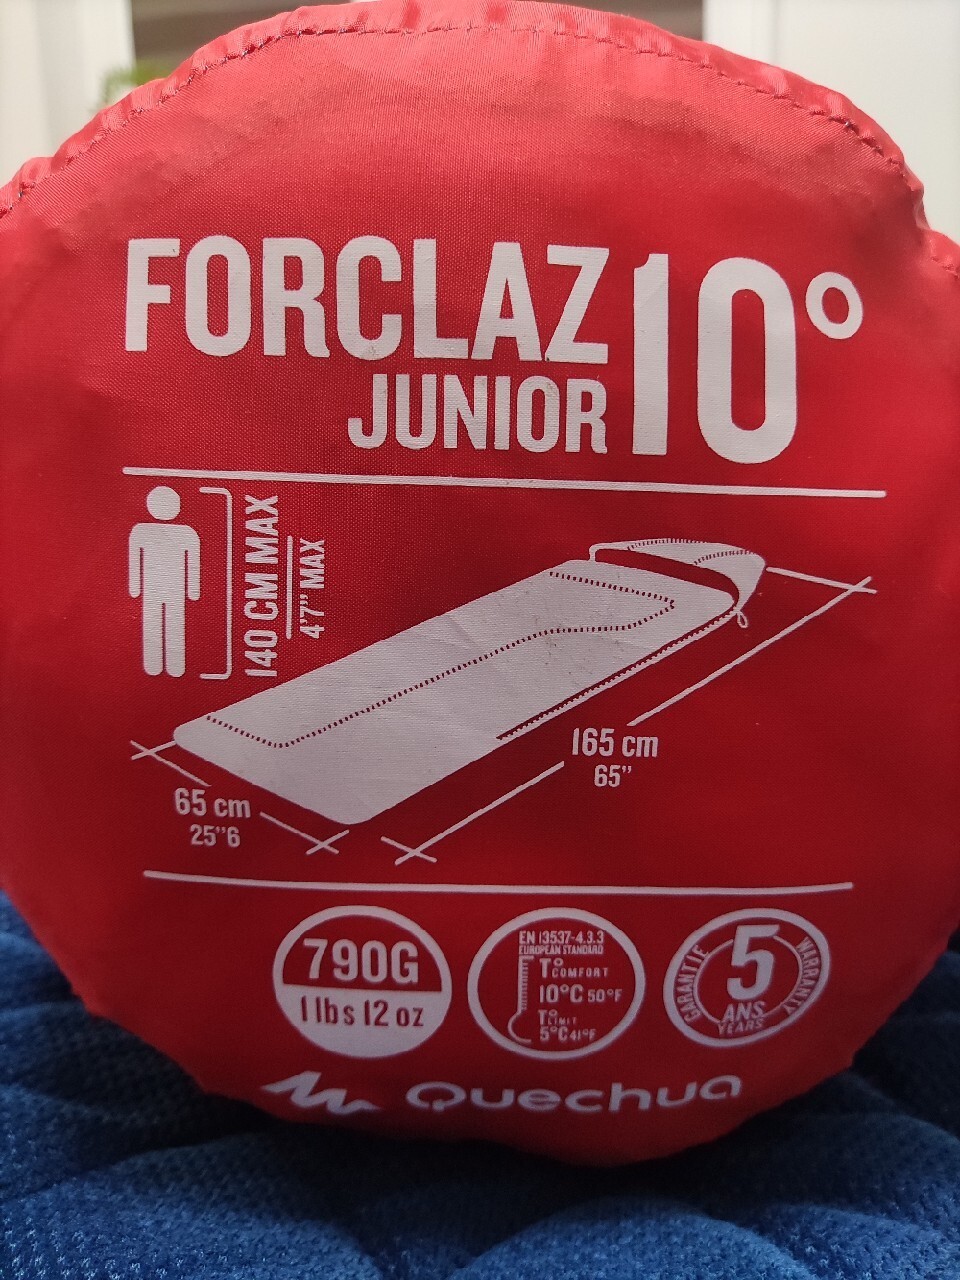 FORCLAZ 10°
JUNIOR
140 CM MAX
4'7" MAX
165 cm
65"
65 cm
25"6
790G
1 lbs 12 oz
EN 13537-4.3.3
EUROPEAN STANDARD
T° COMFORT
10°C 50°F
T° LIMIT
5°C 41°F
GARANTIE
5
ANS
YEARS
WARRANTY
Quechua